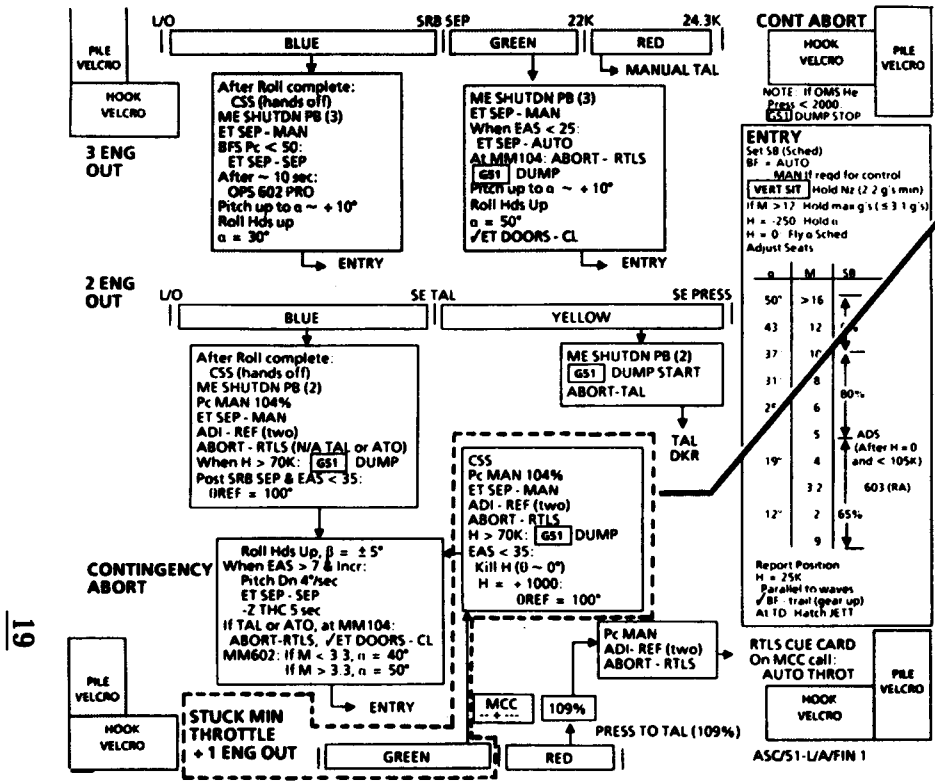 L/O SRB SEP 22K 24.3K
BLUE GREEN RED
MANUAL TAL
PILE
VELCRO
HOOK
VELCRO
3 ENG
OUT
After Roll complete:
CSS (hands off)
ME SHUTDN PB (3)
ET SEP - MAN
BFS Pc < 50:
ET SEP - SEP
After ~ 10 sec:
OPS 602 PRO
Pitch up to α ~ + 10°
Roll Hds up
α = 30°
ENTRY
ME SHUTDN PB (3)
ET SEP - MAN
When EAS < 25:
ET SEP - AUTO
At MM104: ABORT - RTLS
G51 DUMP
Pitch up to α ~ + 10°
Roll Hds Up
α = 50°
√ET DOORS - CL
ENTRY
CONT ABORT
HOOK
VELCRO
PILE
VELCRO
NOTE: If OMS He
Press < 2000.
G51 DUMP STOP
ENTRY
Set SB (Sched)
BF = AUTO
MAN if reqd for control
VERT SIT Hold Nz (2.2 g's min)
If M > 12 Hold max g's (≤ 3.1 g's)
H = -250 Hold α
H = 0 Fly α Sched
Adjust Seats
α M SB
50° > 16
43 12
37 10
31 8
80%
6
5 ADS
(After H = 0
19° 4 and < 105K)
3.2 603 (RA)
12° 2 65%
9
Report Position
H = 25K
Parallel to waves
√BF - trail (gear up)
At TD Hatch JETT
2 ENG
OUT
L/O SE TAL SE PRESS
BLUE YELLOW
After Roll complete:
CSS (hands off)
ME SHUTDN PB (2)
Pc MAN 104%
ET SEP - MAN
ADI - REF (two)
ABORT - RTLS (N/A TAL or ATO)
When H > 70K: G51 DUMP
Post SRB SEP & EAS < 35:
θREF = 100°
ME SHUTDN PB (2)
G51 DUMP START
ABORT-TAL
TAL
DKR
CSS
Pc MAN 104%
ET SEP - MAN
ADI - REF (two)
ABORT - RTLS
H > 70K: G51 DUMP
EAS < 35:
Kill H (θ ~ 0°)
H = + 1000:
θREF = 100°
CONTINGENCY
ABORT
Roll Hds Up, β = ± 5°
When EAS > 7 & Incr:
Pitch Dn 4°/sec
ET SEP - SEP
-Z THC 5 sec
If TAL or ATO, at MM104:
ABORT-RTLS, √ET DOORS - CL
MM602: If M < 3.3, α = 40°
If M > 3.3, α = 50°
ENTRY
Pc MAN
ADI- REF (two)
ABORT - RTLS
RTLS CUE CARD
On MCC call:
AUTO THROT
HOOK
VELCRO
PILE
VELCRO
ASC/51-L/A/FIN 1
19
PILE
VELCRO
HOOK
VELCRO
STUCK MIN
THROTTLE
+ 1 ENG OUT
MCC
--+---
109%
PRESS TO TAL (109%)
GREEN RED